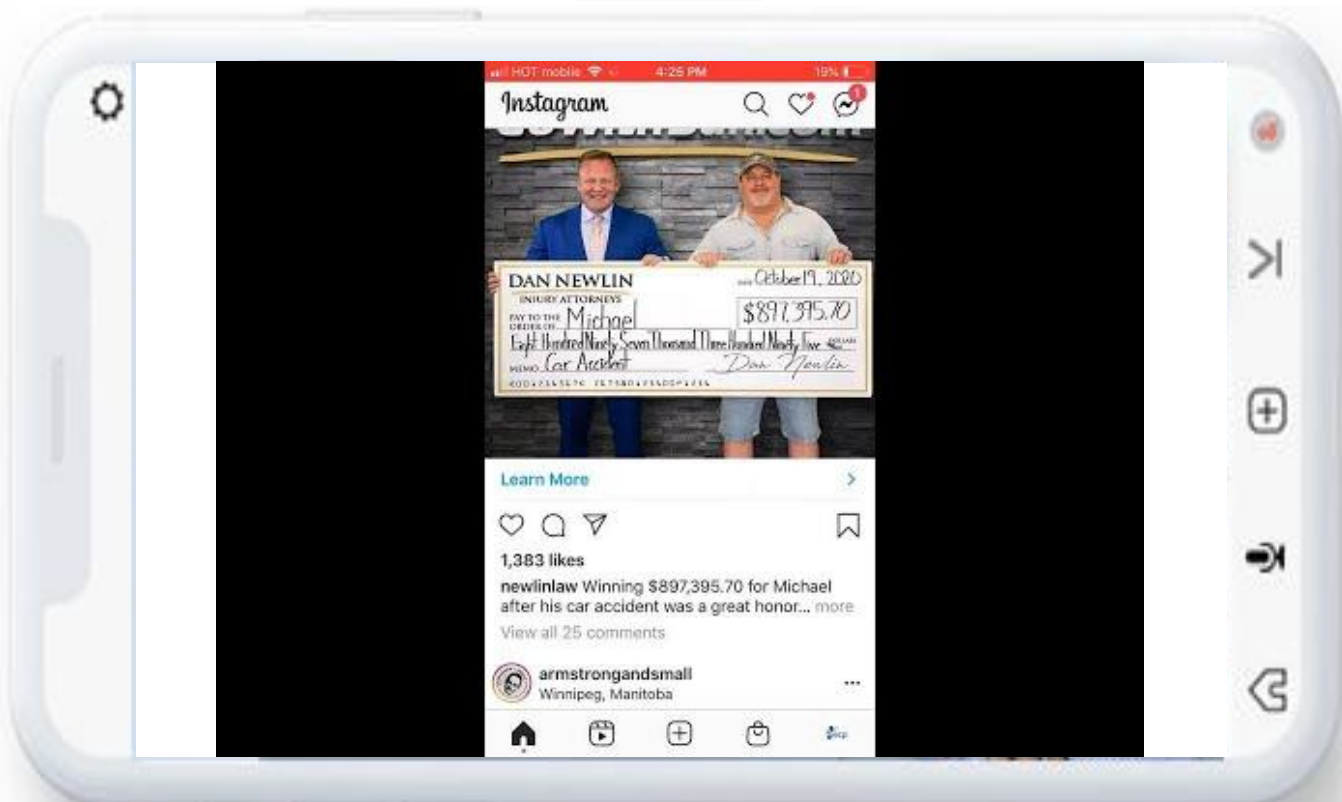 HOT mobile 4:25 PM 19%
Instagram
1
DAN NEWLIN
INJURY ATTORNEYS
October 19, 2020
PAY TO THE
ORDER OF Michael
$897,395.70
Eight Hundred Ninety Seven Thousand Three Hundred Ninety Five
MEMO Car Accident
Dan Newlin
Learn More
1,383 likes
newlinlaw Winning $897,395.70 for Michael
after his car accident was a great honor... more
View all 25 comments
armstrongandsmall
Winnipeg, Manitoba